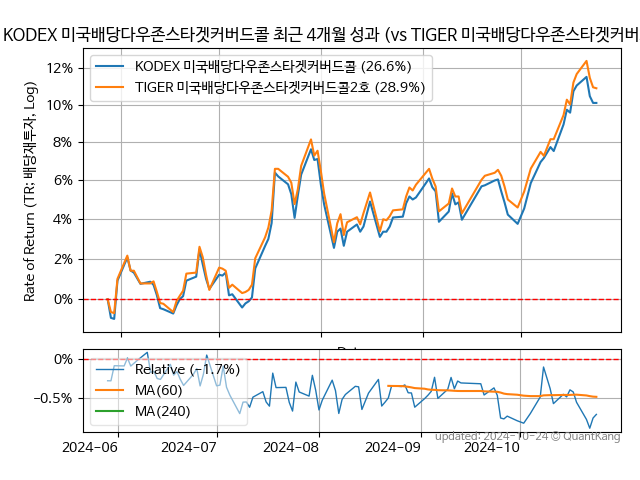 KODEX 미국배당다우존스타겟커버드콜 최근 4개월 성과 (vs TIGER 미국배당다우존스타겟커버
KODEX 미국배당다우존스타겟커버드콜 (26.6%)
TIGER 미국배당다우존스타겟커버드콜2호 (28.9%)
Rate of Return (TR: 배당재투자, Log)
12%
10%
8%
6%
4%
2%
0%
0%
−0.5%
Relative (-1.7%)
MA(60)
MA(240)
2024-06
2024-07
2024-08
2024-09
2024-10
updated: 2024-10-24 © QuantKang